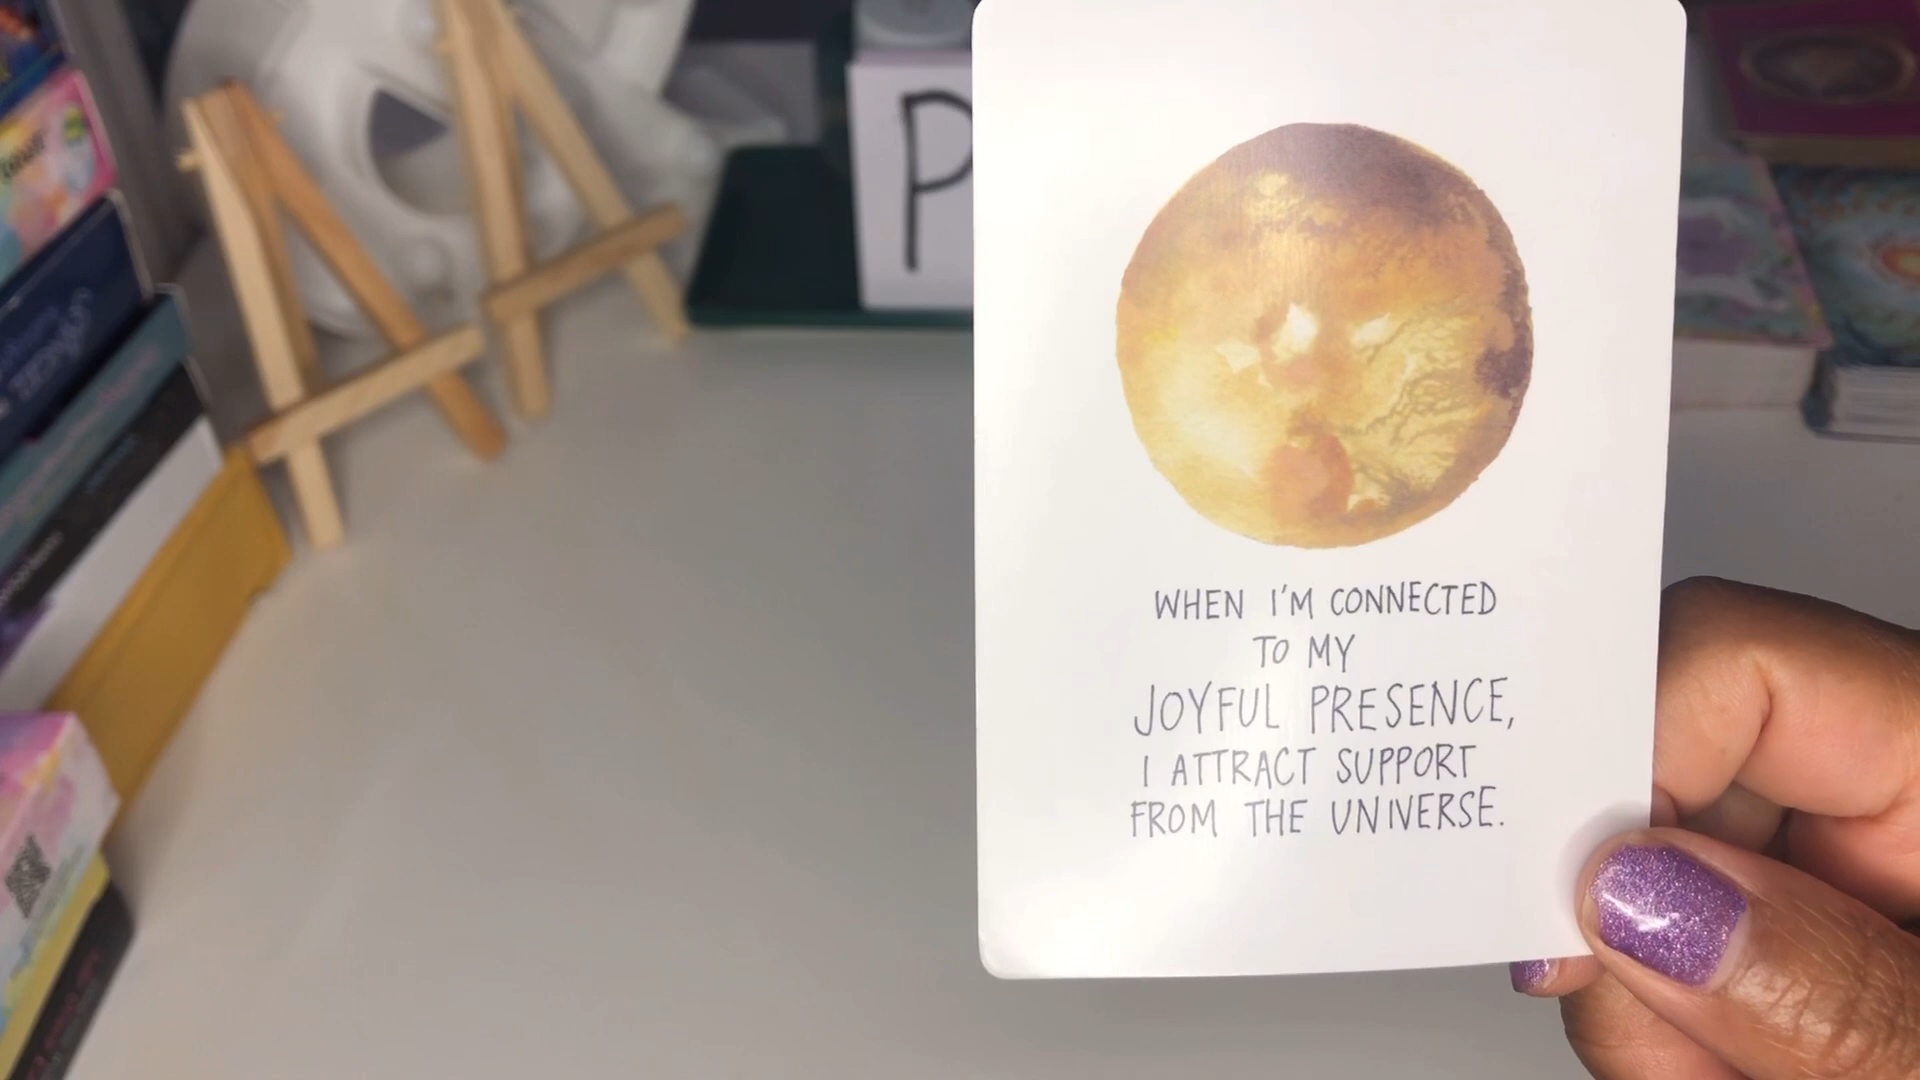 P
WHEN I'M CONNECTED
TO MY
JOYFUL PRESENCE,
I ATTRACT SUPPORT
FROM THE UNIVERSE.